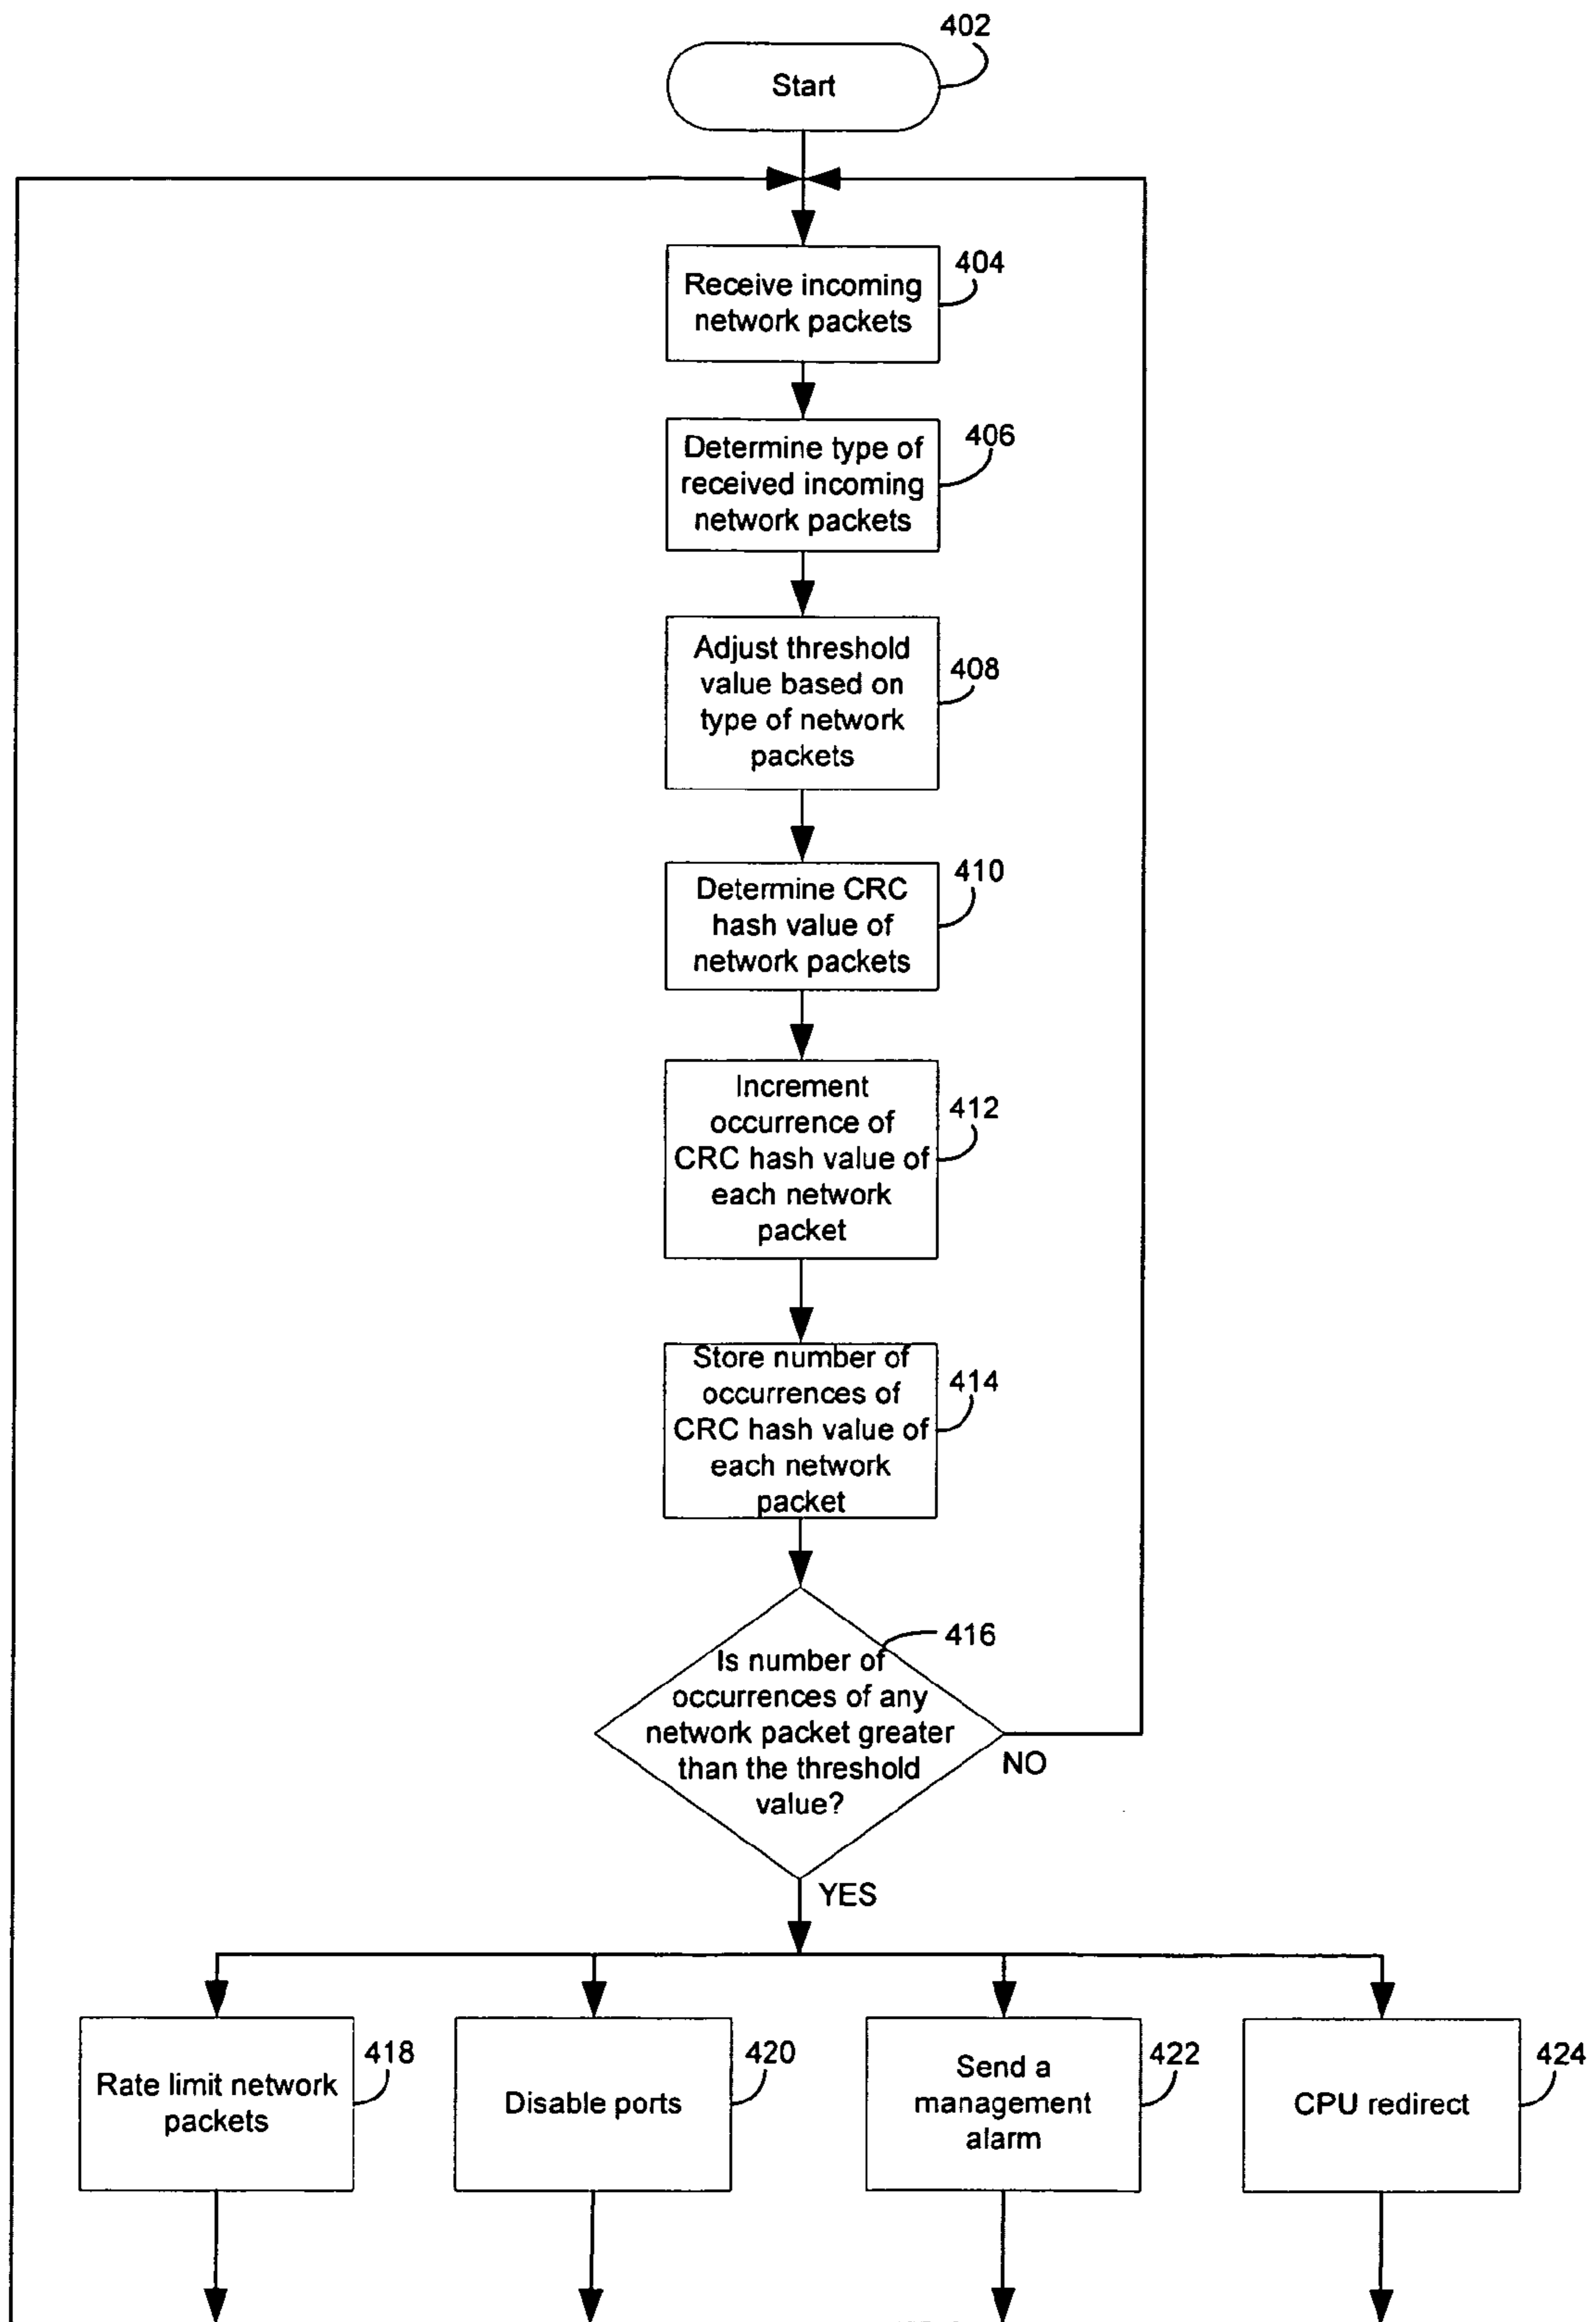 402
Start
404
Receive incoming
network packets
406
Determine type of
received incoming
network packets
408
Adjust threshold
value based on
type of network
packets
410
Determine CRC
hash value of
network packets
412
Increment
occurrence of
CRC hash value of
each network
packet
414
Store number of
occurrences of
CRC hash value of
each network
packet
416
Is number of
occurrences of any
network packet greater
than the threshold
value?
NO
YES
418
Rate limit network
packets
420
Disable ports
422
Send a
management
alarm
424
CPU redirect